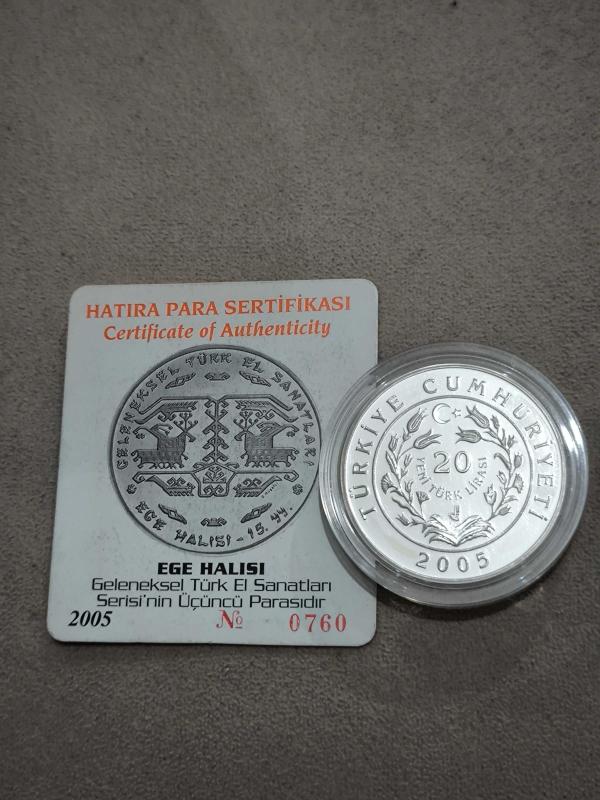 HATIRA PARA SERTİFİKASI
Certificate of Authenticity
GELENEKSEL TÜRK EL SANATLARI
EGE HALISI - 15. yy.
EGE HALISI
Geleneksel Türk El Sanatları
Serisi'nin Üçüncü Parasıdır
2005 № 0760
TÜRKİYE CUMHURİYETİ
20
YENİ TÜRK LİRASI
2005